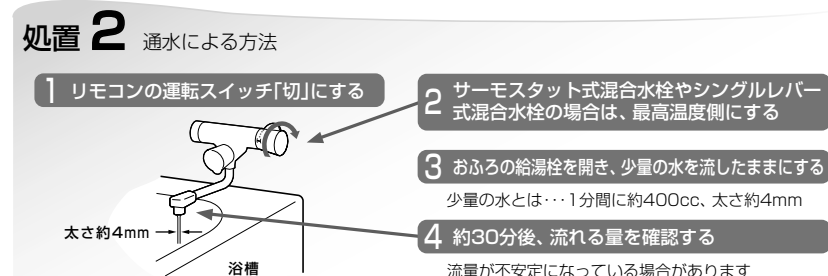 処置2 通水による方法
1 リモコンの運転スイッチ「切」にする
2 サーモスタット式混合水栓やシングルレバー
式混合水栓の場合は、最高温度側にする
3 おふろの給湯栓を開き、少量の水を流したままにする
少量の水とは･･･1分間に約400cc、太さ約4mm
太さ約4mm
4 約30分後、流れる量を確認する
浴槽
流量が不安定になっている場合があります